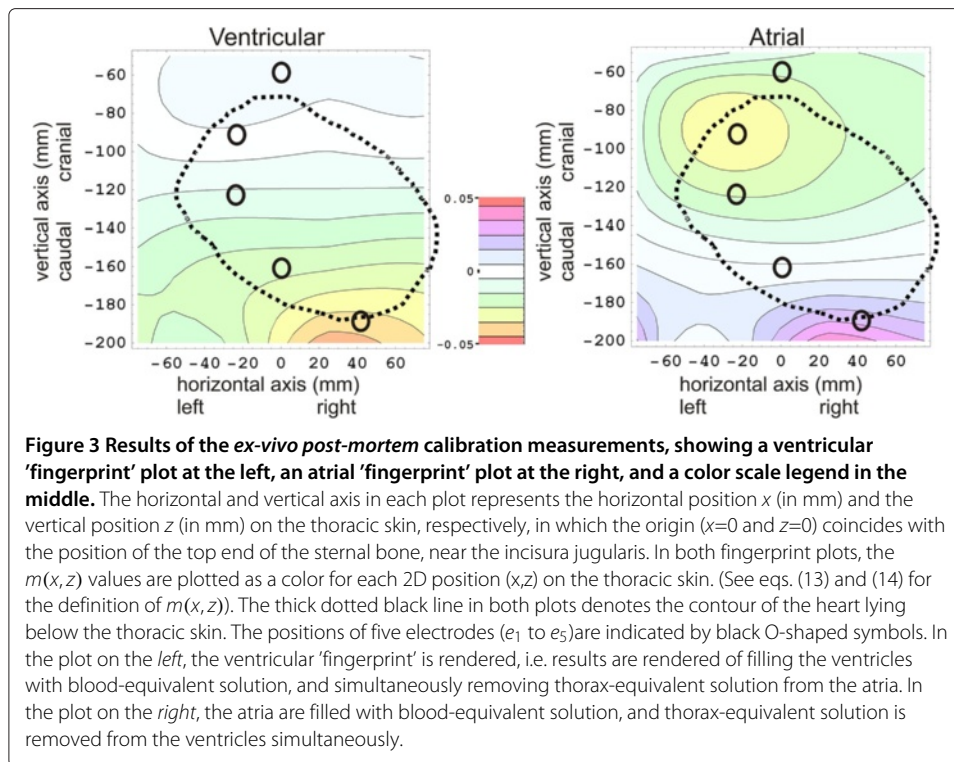 Ventricular
Atrial
vertical axis (mm)
caudal cranial
-60
-80
-100
-120
-140
-160
-180
-200
-60 -40 -20 0 20 40 60
horizontal axis (mm)
left right
0.05
0
-0.05
vertical axis (mm)
caudal cranial
-60
-80
-100
-120
-140
-160
-180
-200
-60 -40 -20 0 20 40 60
horizontal axis (mm)
left right
Figure 3 Results of the ex-vivo post-mortem calibration measurements, showing a ventricular
'fingerprint' plot at the left, an atrial 'fingerprint' plot at the right, and a color scale legend in the
middle. The horizontal and vertical axis in each plot represents the horizontal position x (in mm) and the
vertical position z (in mm) on the thoracic skin, respectively, in which the origin (x=0 and z=0) coincides with
the position of the top end of the sternal bone, near the incisura jugularis. In both fingerprint plots, the
m(x, z) values are plotted as a color for each 2D position (x,z) on the thoracic skin. (See eqs. (13) and (14) for
the definition of m(x, z)). The thick dotted black line in both plots denotes the contour of the heart lying
below the thoracic skin. The positions of five electrodes (e1 to e5)are indicated by black O-shaped symbols. In
the plot on the left, the ventricular 'fingerprint' is rendered, i.e. results are rendered of filling the ventricles
with blood-equivalent solution, and simultaneously removing thorax-equivalent solution from the atria. In
the plot on the right, the atria are filled with blood-equivalent solution, and thorax-equivalent solution is
removed from the ventricles simultaneously.